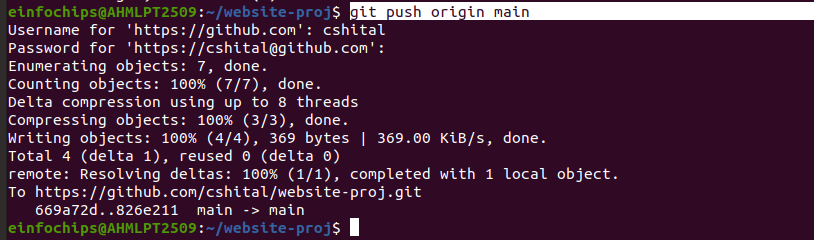 einfochips@AHMLPT2509:~/website-proj$ git push origin main
Username for 'https://github.com': cshital
Password for 'https://cshital@github.com':
Enumerating objects: 7, done.
Counting objects: 100% (7/7), done.
Delta compression using up to 8 threads
Compressing objects: 100% (3/3), done.
Writing objects: 100% (4/4), 369 bytes | 369.00 KiB/s, done.
Total 4 (delta 1), reused 0 (delta 0)
remote: Resolving deltas: 100% (1/1), completed with 1 local object.
To https://github.com/cshital/website-proj.git
   669a72d..826e211  main -> main
einfochips@AHMLPT2509:~/website-proj$